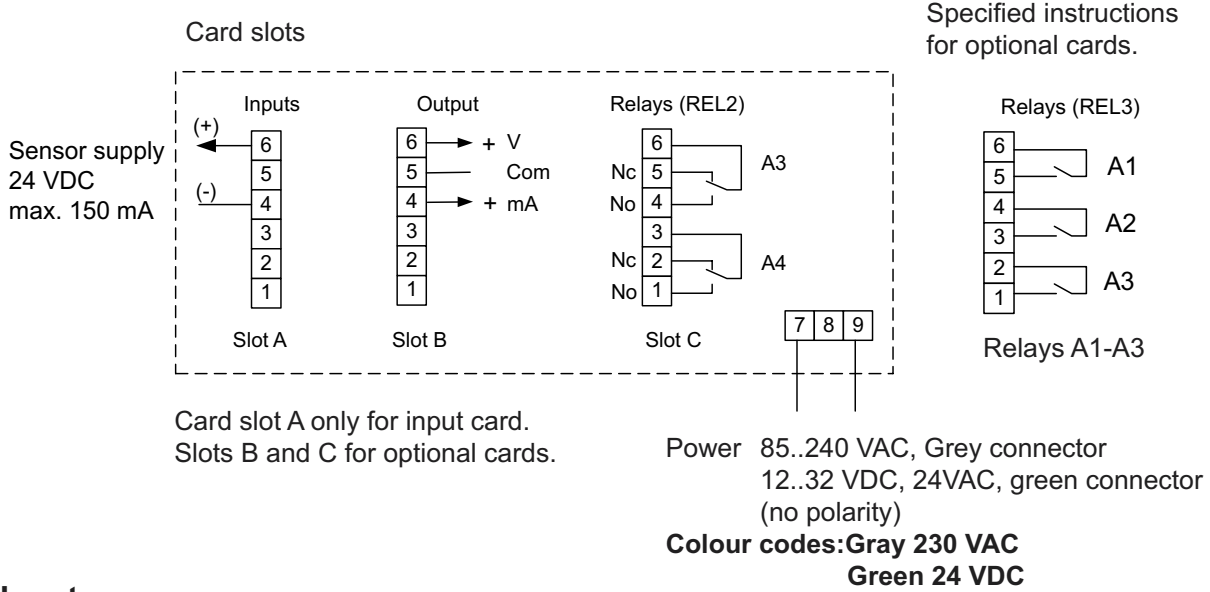 Card slots
Specified instructions
for optional cards.
Inputs
Output
Relays (REL2)
Relays (REL3)
Sensor supply
24 VDC
max. 150 mA
(+)
(-)
6
5
4
3
2
1
Slot A
6
5
4
3
2
1
+ V
Com
+ mA
Slot B
6
Nc 5
No 4
3
Nc 2
No 1
A3
A4
Slot C
7 8 9
6
5
4
3
2
1
A1
A2
A3
Relays A1-A3
Card slot A only for input card.
Slots B and C for optional cards.
Power 85..240 VAC, Grey connector
12..32 VDC, 24VAC, green connector
(no polarity)
Colour codes:Gray 230 VAC
Green 24 VDC